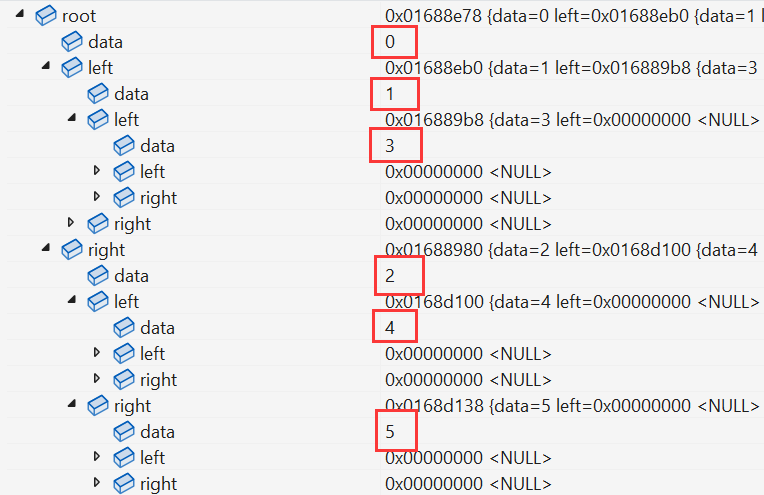 root 0x01688e78 {data=0 left=0x01688eb0 {data=1 l
data 0
left 0x01688eb0 {data=1 left=0x016889b8 {data=3
data 1
left 0x016889b8 {data=3 left=0x00000000 <NULL>
data 3
left 0x00000000 <NULL>
right 0x00000000 <NULL>
right 0x00000000 <NULL>
right 0x01688980 {data=2 left=0x0168d100 {data=4
data 2
left 0x0168d100 {data=4 left=0x00000000 <NULL>
data 4
left 0x00000000 <NULL>
right 0x00000000 <NULL>
right 0x0168d138 {data=5 left=0x00000000 <NULL>
data 5
left 0x00000000 <NULL>
right 0x00000000 <NULL>